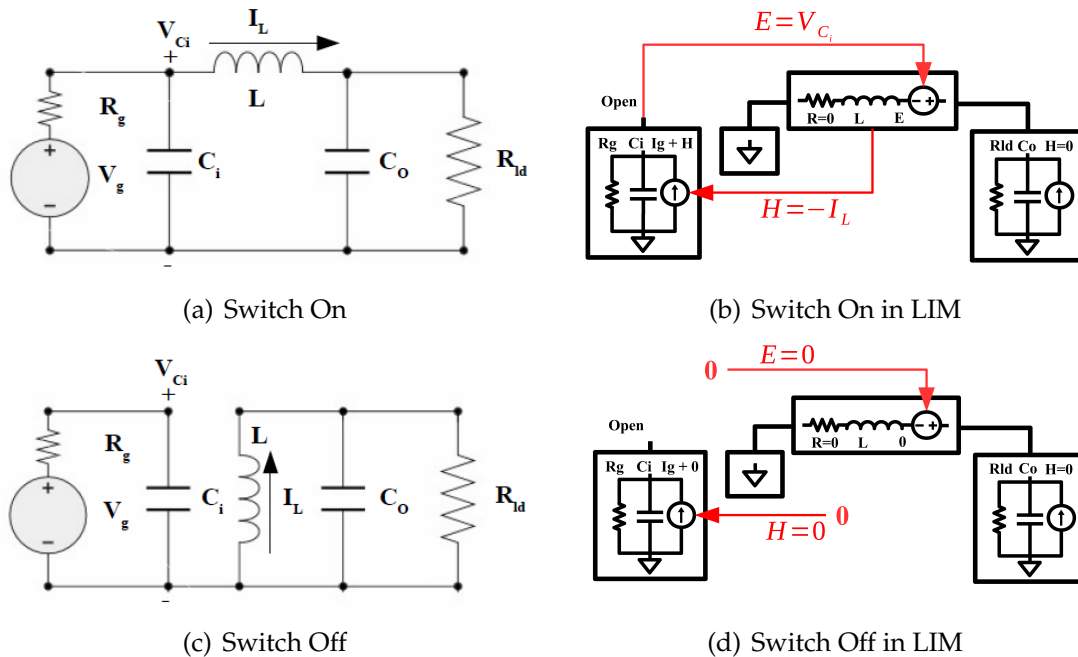 V_Ci
+
I_L
L
R_g
+
V_g
-
C_i
C_O
R_ld
-
(a) Switch On
E=V_{C_i}
Open
R=0 L E
- +
Rg Ci Ig + H
H=-I_L
Rld Co H=0
(b) Switch On in LIM
V_Ci
+
L
R_g
+
V_g
-
C_i
I_L
C_O
R_ld
-
(c) Switch Off
0
E=0
Open
R=0 L 0
- +
Rg Ci Ig + 0
0
H=0
Rld Co H=0
(d) Switch Off in LIM